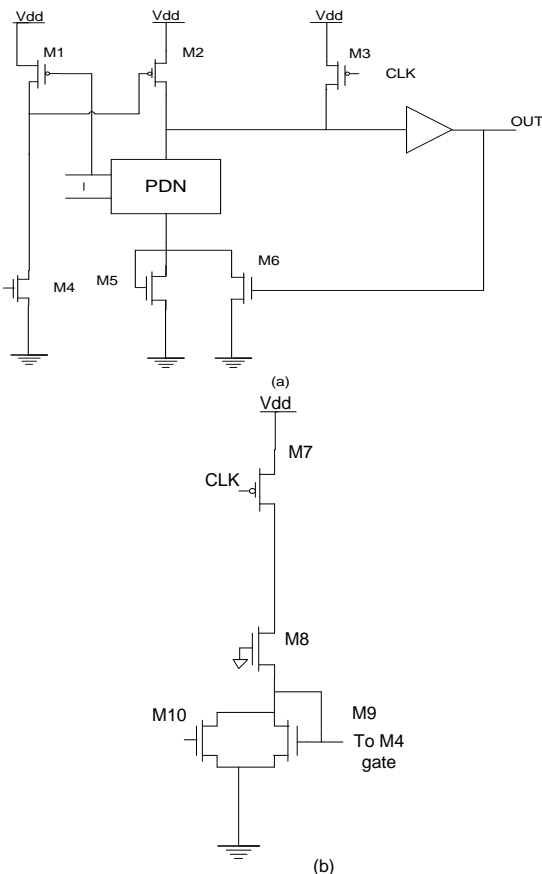 Vdd
Vdd
Vdd
M1
M2
M3
CLK
OUT
I
PDN
M6
M5
M4
(a)
Vdd
M7
CLK
M8
M10
M9
To M4
gate
(b)